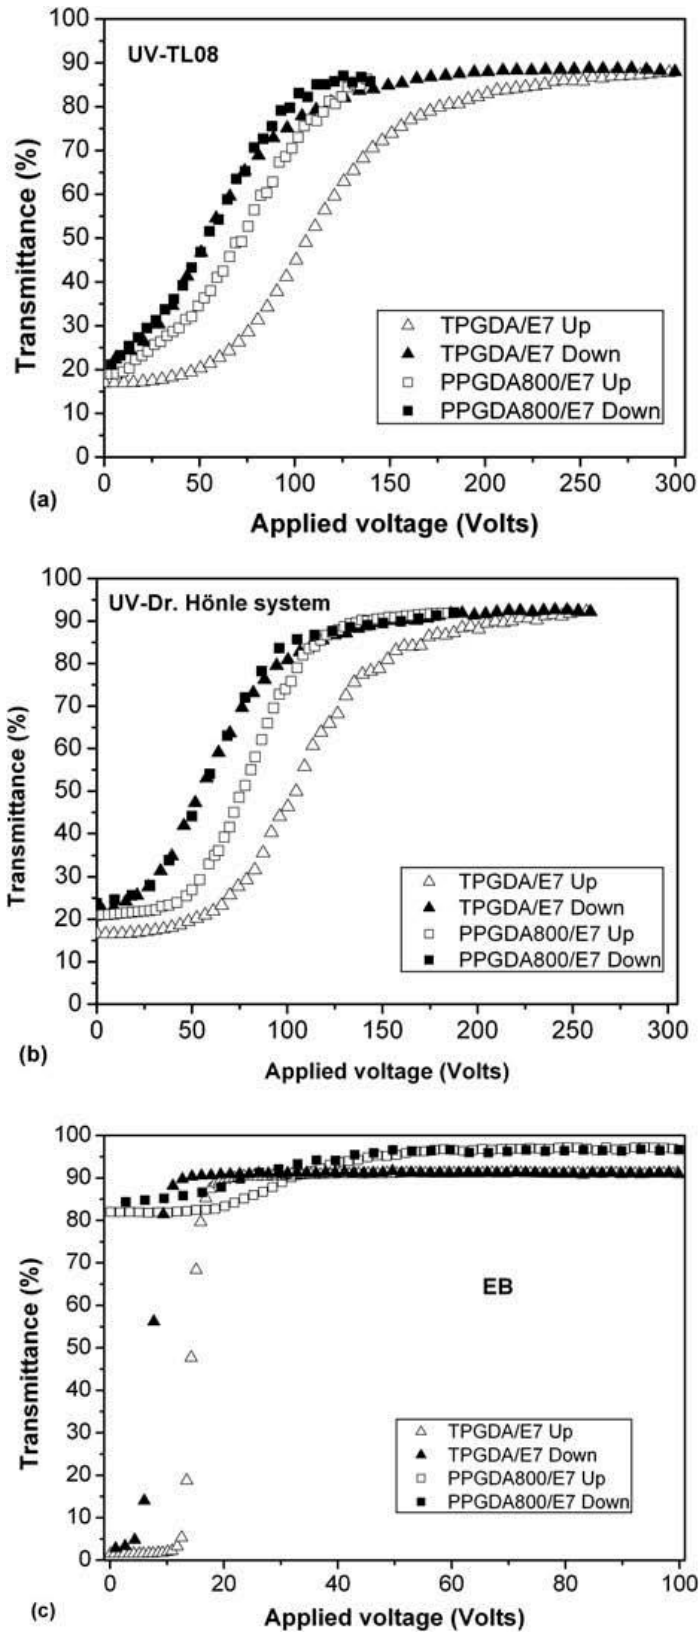 100
90
80
70
60
50
40
30
20
10
0
Transmittance (%)
UV-TL08
TPGDA/E7 Up
TPGDA/E7 Down
PPGDA800/E7 Up
PPGDA800/E7 Down
0 50 100 150 200 250 300
(a)
Applied voltage (Volts)
100
90
80
70
60
50
40
30
20
10
0
Transmittance (%)
UV-Dr. Hönle system
TPGDA/E7 Up
TPGDA/E7 Down
PPGDA800/E7 Up
PPGDA800/E7 Down
0 50 100 150 200 250 300
(b)
Applied voltage (Volts)
100
90
80
70
60
50
40
30
20
10
0
Transmittance (%)
EB
TPGDA/E7 Up
TPGDA/E7 Down
PPGDA800/E7 Up
PPGDA800/E7 Down
0 20 40 60 80 100
(c)
Applied voltage (Volts)